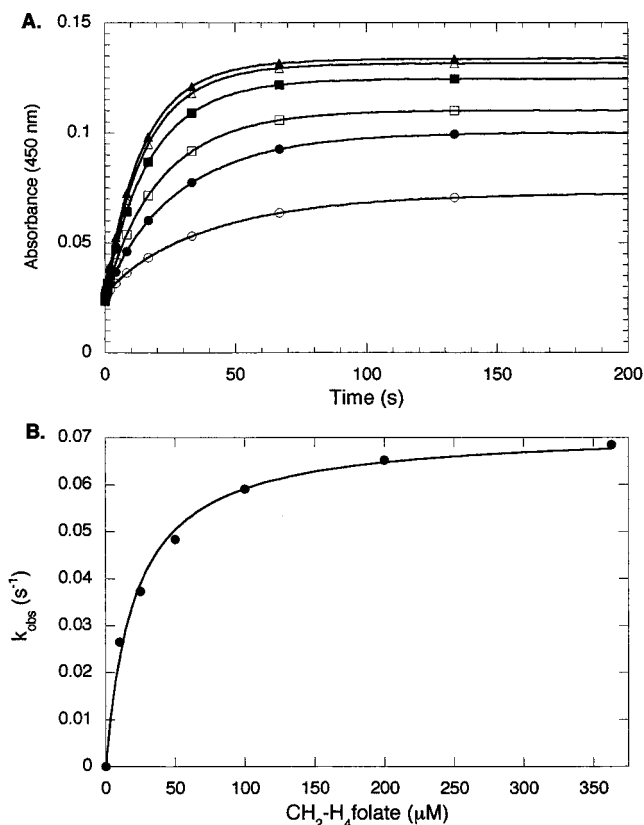 A.
0.15
0.1
0.05
0
Absorbance (450 nm)
0 50 100 150 200
Time (s)
B.
0.07
0.06
0.05
0.04
0.03
0.02
0.01
0
k_obs (s⁻¹)
0 50 100 150 200 250 300 350
CH₂-H₄folate (μM)